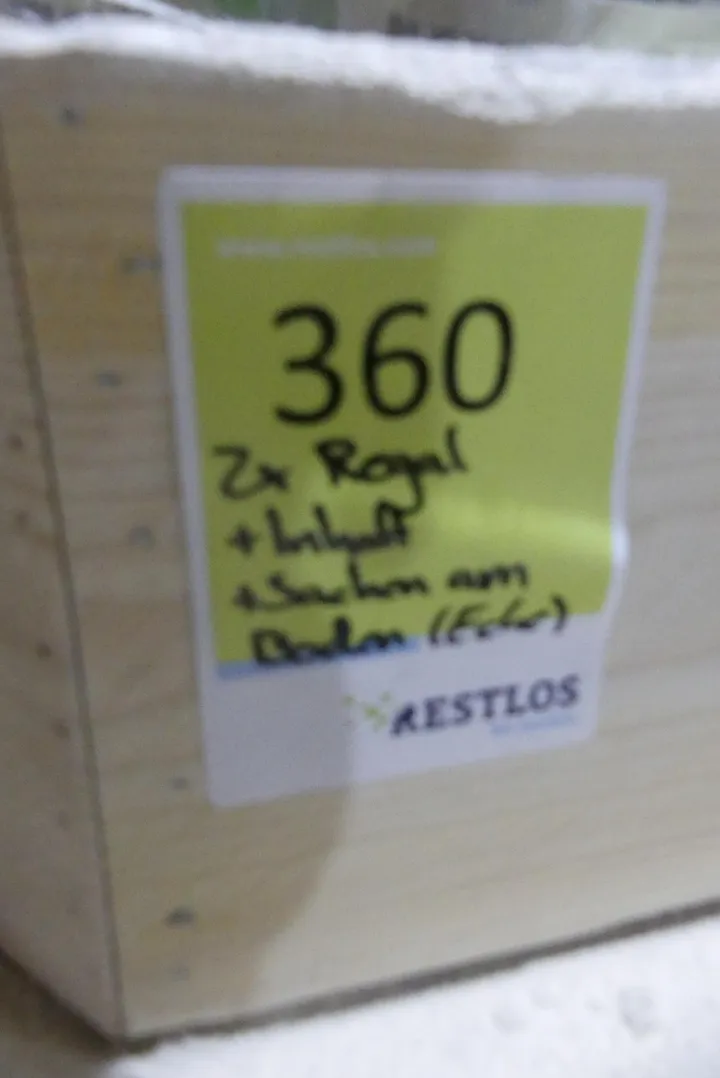 360
2x Regal
+ Inhalt
+ Sachen am
Boden (Ecke)
RESTLOS